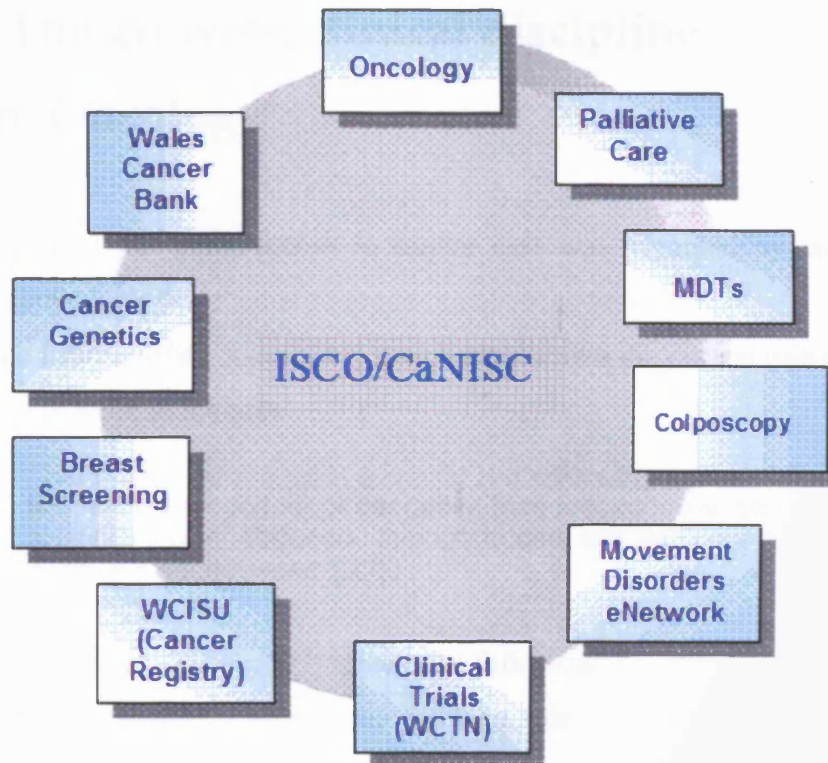 Oncology
Palliative
Care
MDTs
Colposcopy
Movement
Disorders
eNetwork
Clinical
Trials
(WCTN)
WCISU
(Cancer
Registry)
Breast
Screening
Cancer
Genetics
Wales
Cancer
Bank
ISCO/CaNISC